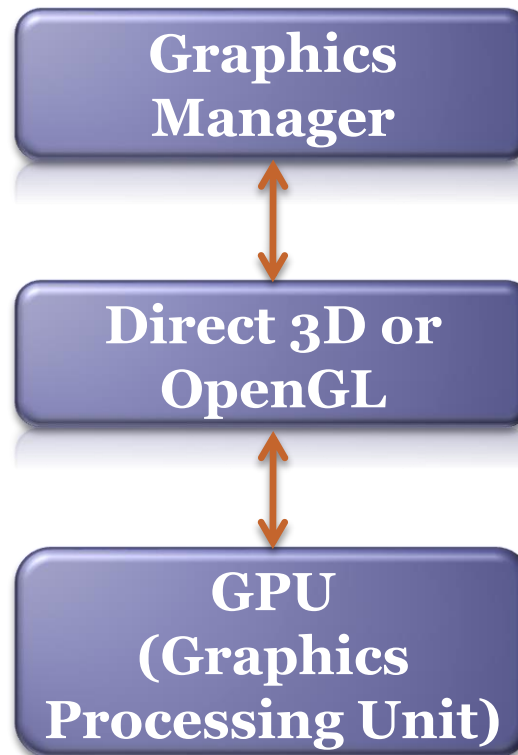 Graphics
Manager
Direct 3D or
OpenGL
GPU
(Graphics
Processing Unit)